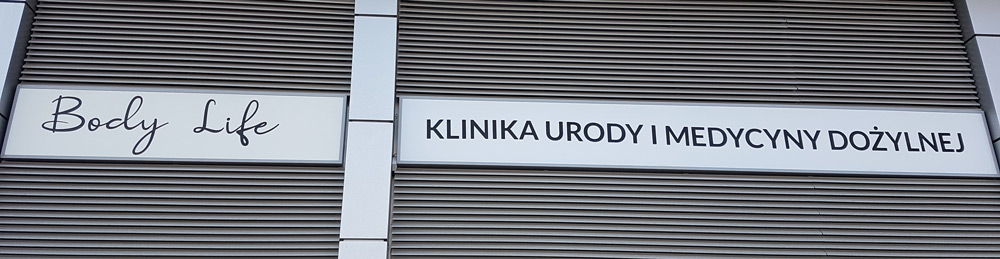 Body Life
KLINIKA URODY I MEDYCYNY DOŻYLNEJ